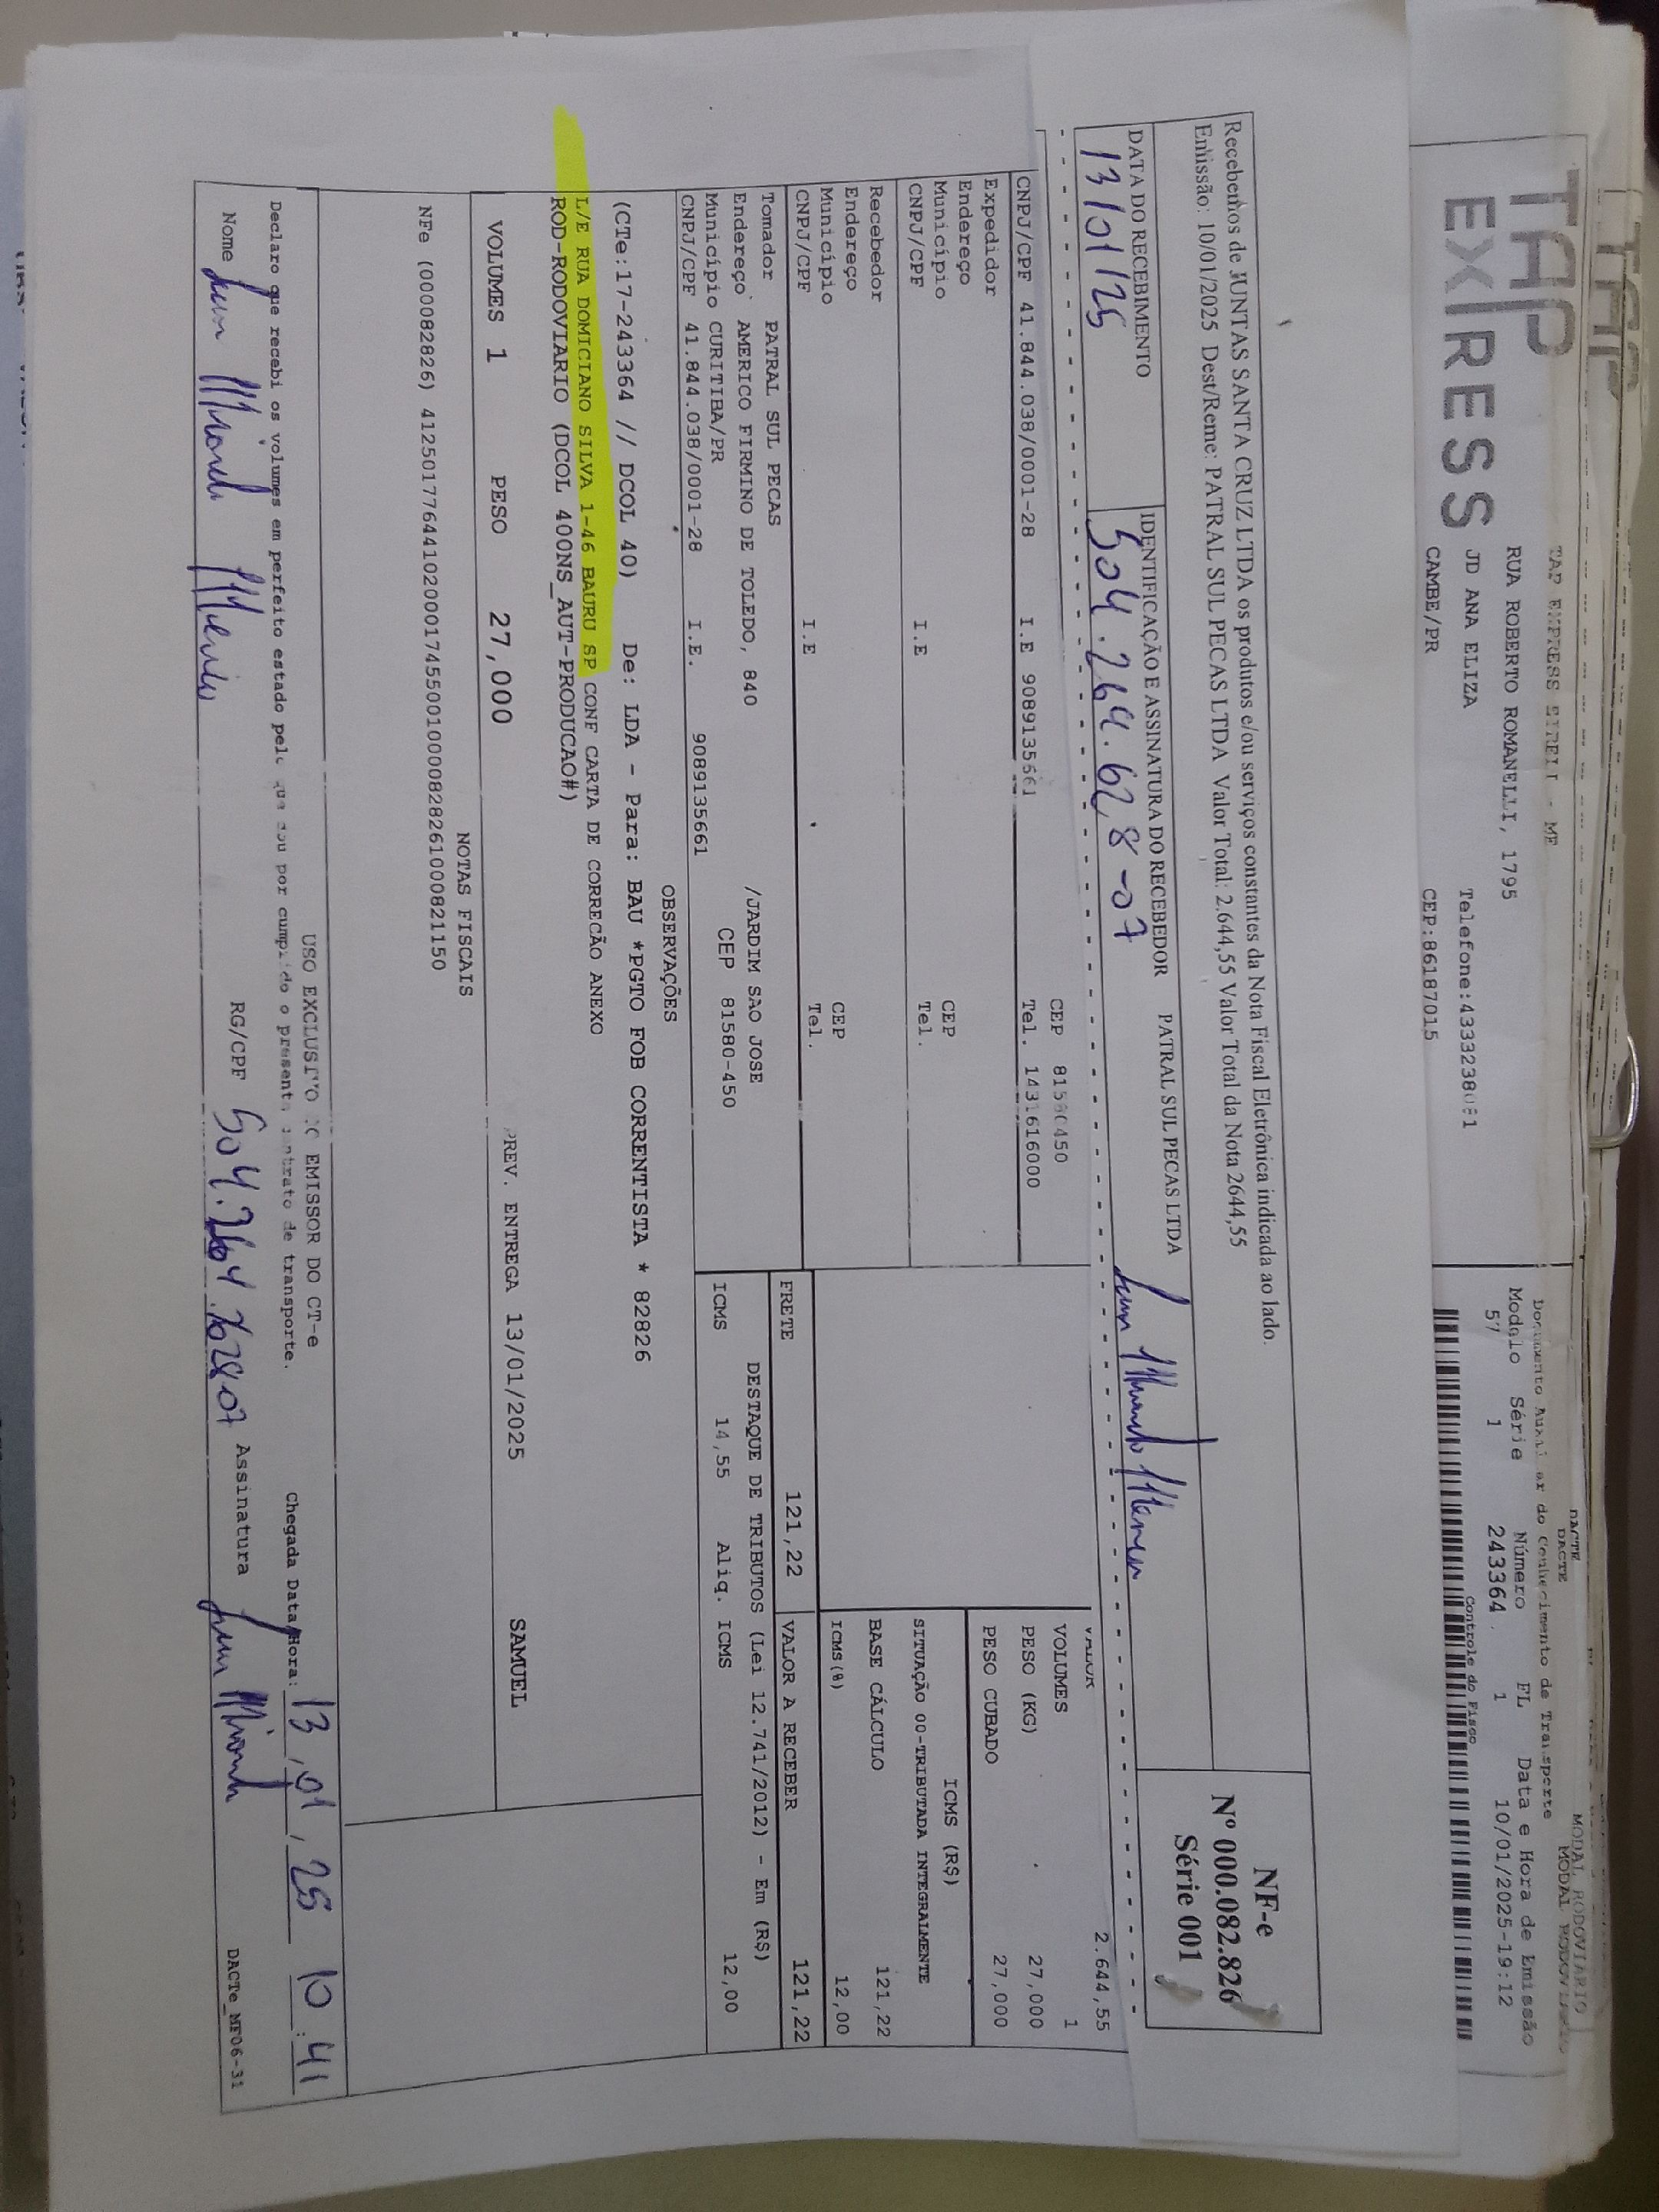 TAP
EXPRESS
TAP EXPRESS EIRELI - ME
RUA ROBERTO ROMANELLI, 1795
JD ANA ELIZA
CAMBE/PR
Telefone:4333238081
CEP:86187015
DACTE
DACTE
MODAL RODOVIARIO
MODAL RODOVIARIO
Documento Auxiliar do Conhecimento de Transporte
Modelo Série Número FL Data e Hora de Emissão
57 1 243364 1 10/01/2025-19:12
Controle do Fisco
Recebemos de JUNTAS SANTA CRUZ LTDA os produtos e/ou serviços constantes da Nota Fiscal Eletrônica indicada ao lado.
Emissão: 10/01/2025 Dest/Reme: PATRAL SUL PECAS LTDA Valor Total: 2.644,55 Valor Total da Nota 2644,55
DATA DO RECEBIMENTO
13/01/25
IDENTIFICAÇÃO E ASSINATURA DO RECEBEDOR PATRAL SUL PECAS LTDA
504.264.628-07
NF-e
Nº 000.082.826
Série 001
CEP 81580450
CNPJ/CPF 41.844.038/0001-28 I.E 9089135661 Tel. 1431616000
Expedidor
Endereço
Município CEP
CNPJ/CPF I.E Tel.
Recebedor
Endereço
Município CEP
CNPJ/CPF I.E Tel.
VALOR 2.644,55
VOLUMES 1
PESO (KG) 27,000
PESO CUBADO 27,000
ICMS (R$)
SITUAÇÃO 00-TRIBUTADA INTEGRALMENTE
BASE CÁLCULO 121,22
ICMS(%) 12,00
Tomador PATRAL SUL PECAS
Endereço AMERICO FIRMINO DE TOLEDO, 840 /JARDIM SAO JOSE
Município CURITIBA/PR CEP 81580-450
CNPJ/CPF 41.844.038/0001-28 I.E. 9089135661
FRETE 121,22 VALOR A RECEBER 121,22
DESTAQUE DE TRIBUTOS (Lei 12.741/2012) - Em (R$)
ICMS 14,55 Aliq. ICMS 12,00
OBSERVAÇÕES
(CTe:17-243364 // DCOL 40) De: LDA - Para: BAU *PGTO FOB CORRENTISTA * 82826
L/E RUA DOMICIANO SILVA 1-46 BAURU SP CONF CARTA DE CORREÇÃO ANEXO
ROD-RODOVIARIO (DCOL 400NS_AUT-PRODUCAO#)
VOLUMES 1 PESO 27,000 PREV. ENTREGA 13/01/2025 SAMUEL
NOTAS FISCAIS
NFe (000082826) 41250177644102000174550010000828261000821150
USO EXCLUSIVO DO EMISSOR DO CT-e
Declaro que recebi os volumes em perfeito estado pelo que dou por cumprido o presente contrato de transporte.
Chegada Data/Hora: 13/01/25 10:41
Nome
RG/CPF 504.264.628-07
Assinatura
DACTe_MF06-31